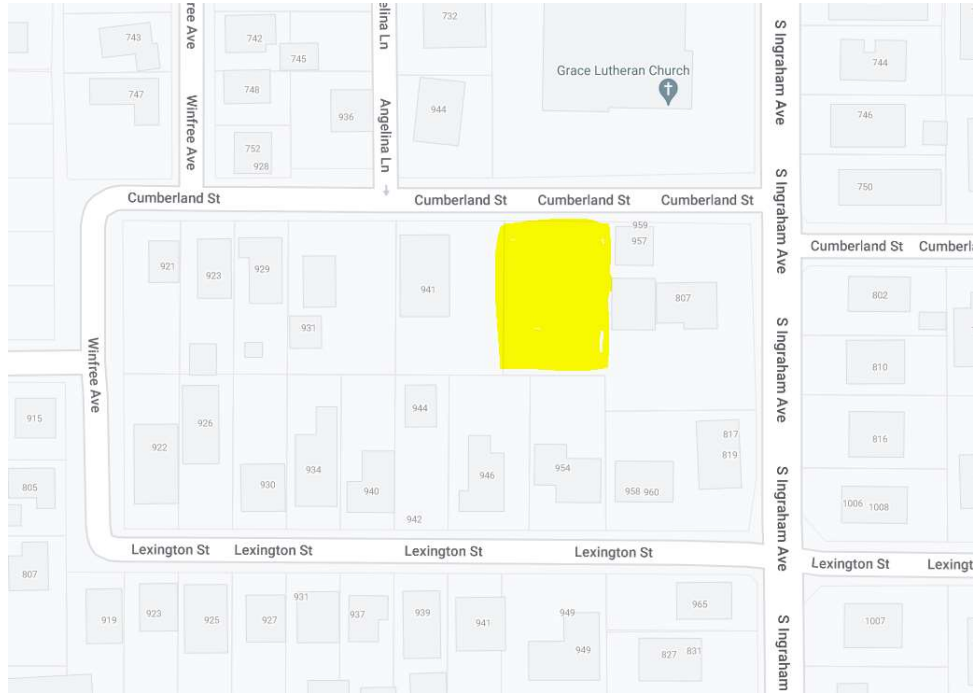 elin Ln
732
S Ingraham Ave
ree Ave
743
742
745
744
Grace Lutheran Church
747
748
Winfree Ave
936
Angelina Ln
944
746
752
928
750
Cumberland St
Cumberland St
Cumberland St
Cumberland St
S Ingraham Ave
959
957
Cumberland St
Cumberl
921
923
929
941
807
802
931
S Ingraham Ave
Winfree Ave
810
944
915
926
922
817
819
816
805
930
934
940
946
954
958
960
1006
1008
942
S Ingraham Ave
Lexington St
Lexington St
Lexington St
Lexington St
Lexington St
Lexingt
807
931
965
919
923
925
927
937
939
941
949
949
827
831
1007
S Ingraham